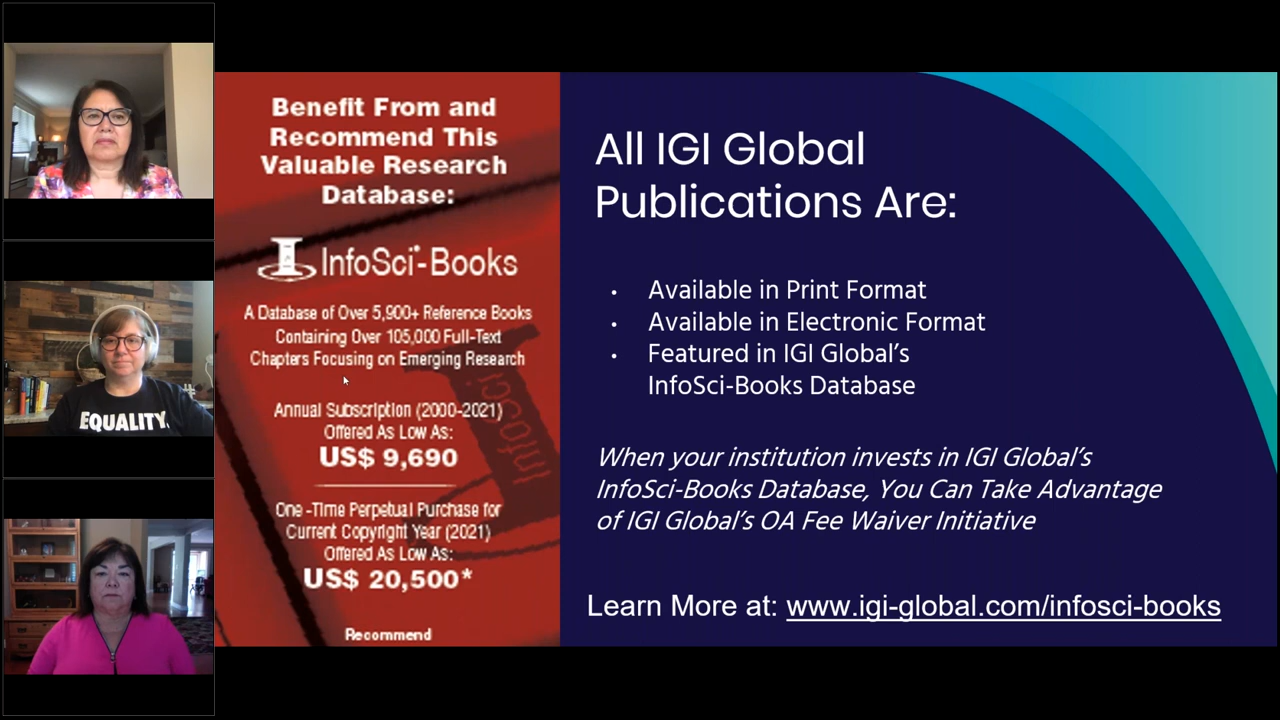 EQUALITY.
Benefit From and
Recommend This
Valuable Research
Database:
InfoSci®-Books
A Database of Over 5,900+ Reference Books
Containing Over 105,000 Full-Text
Chapters Focusing on Emerging Research
Annual Subscription (2000-2021)
Offered As Low As:
US$ 9,690
One-Time Perpetual Purchase for
Current Copyright Year (2021)
Offered As Low As:
US$ 20,500*
Recommend
InfoSci
All IGI Global
Publications Are:
• Available in Print Format
• Available in Electronic Format
• Featured in IGI Global’s
InfoSci-Books Database
When your institution invests in IGI Global’s
InfoSci-Books Database, You Can Take Advantage
of IGI Global’s OA Fee Waiver Initiative
Learn More at: www.igi-global.com/infosci-books